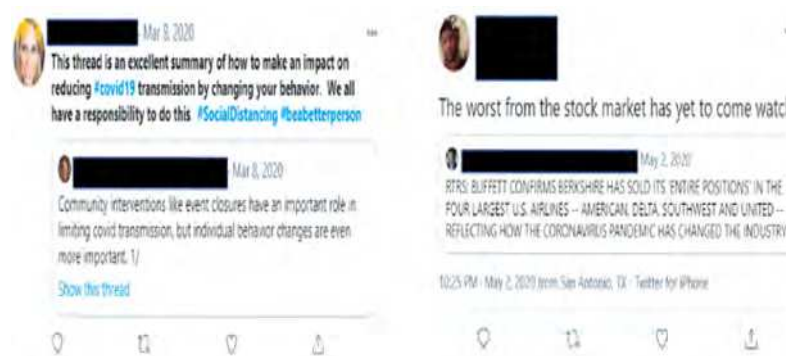 Mar 8, 2020
This thread is an excellent summary of how to make an impact on
reducing #covid19 transmission by changing your behavior. We all
have a responsibility to do this #SocialDistancing #beabetterperson
Mar 8, 2020
Community interventions like event closures have an important role in
limiting covid transmission, but individual behavior changes are even
more important. 1/
Show this thread
The worst from the stock market has yet to come watch
May 2, 2020
RTRS: BUFFETT CONFIRMS BERKSHIRE HAS SOLD ITS 'ENTIRE POSITIONS' IN THE
FOUR LARGEST U.S. AIRLINES -- AMERICAN, DELTA, SOUTHWEST AND UNITED --
REFLECTING HOW THE CORONAVIRUS PANDEMIC HAS CHANGED THE INDUSTRY
10:25 PM · May 2, 2020 from San Antonio, TX · Twitter for iPhone